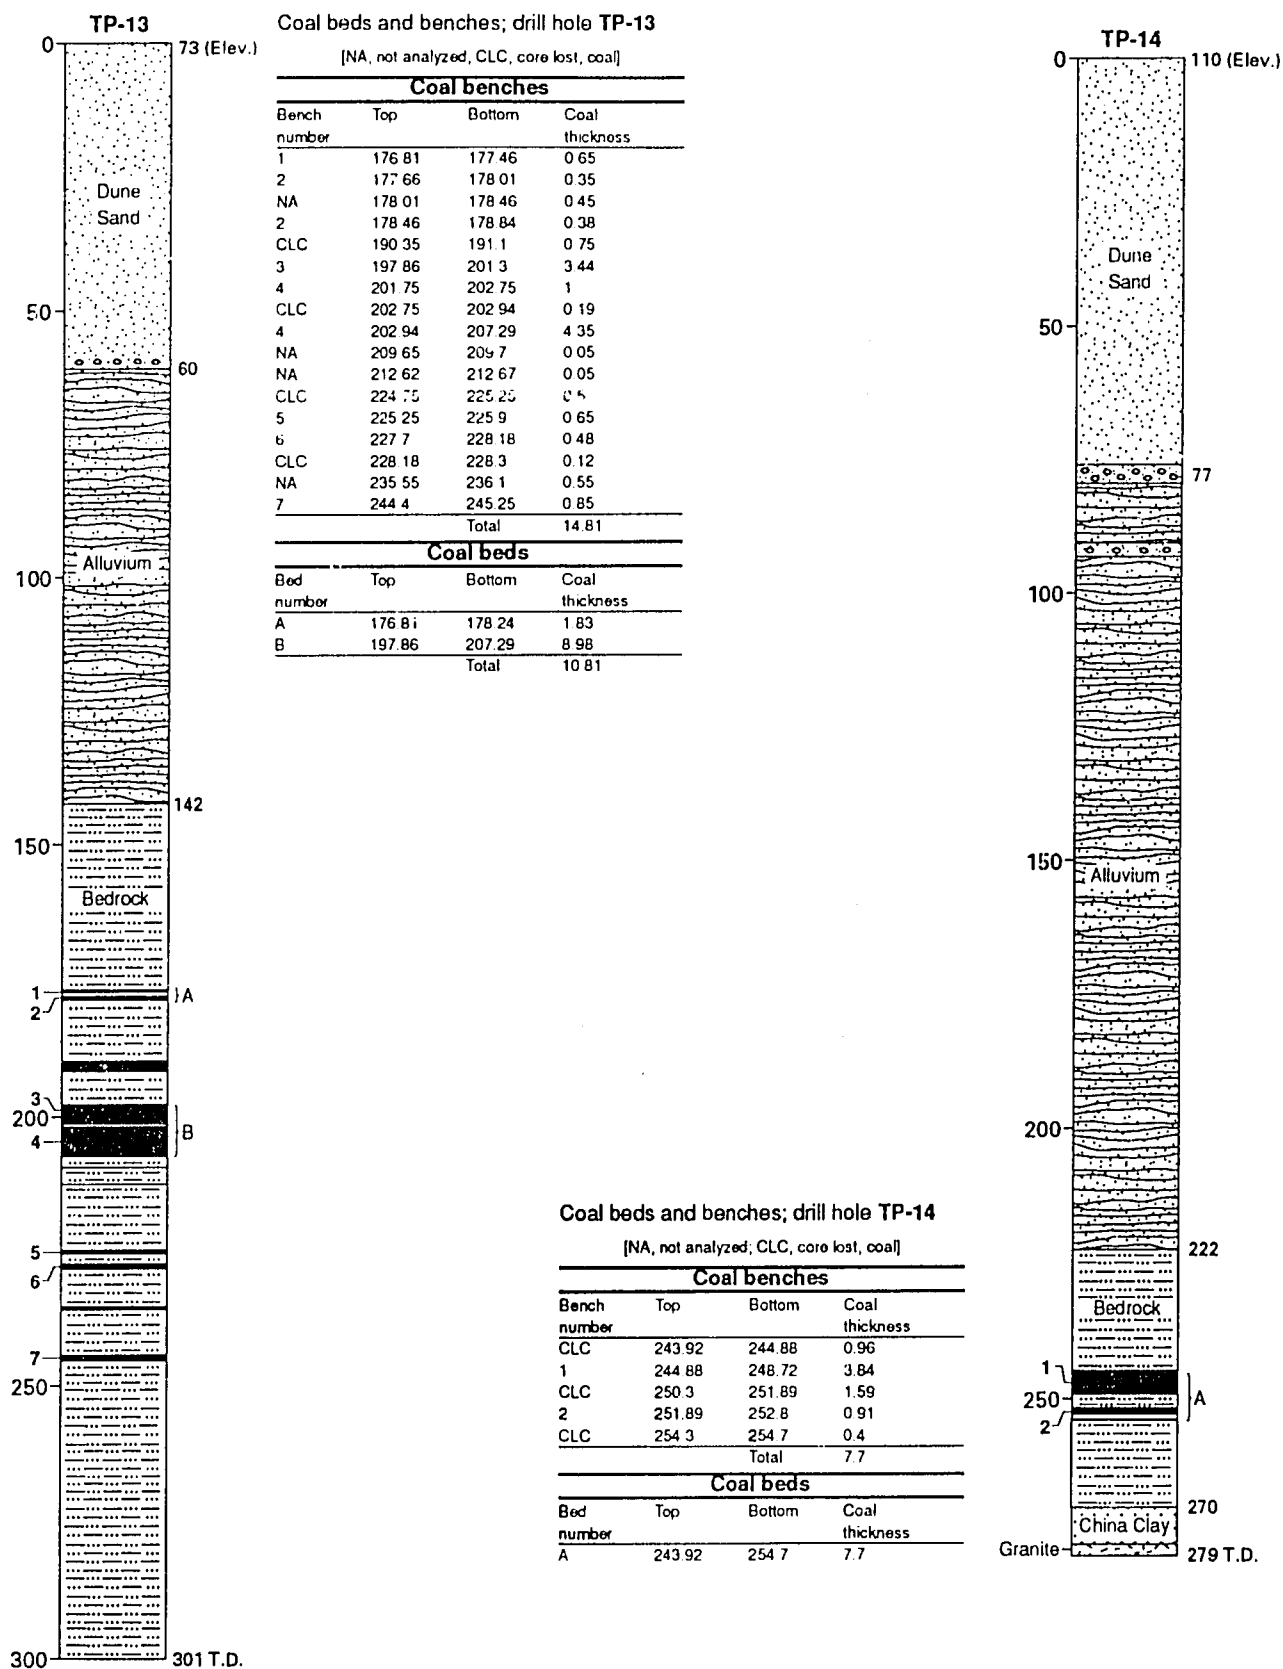 TP-13
0
73 (Elev.)
Dune
Sand
50
60
Alluvium
100
142
150
Bedrock
1
2
A
3
200
4
B
5
6
7
250
300
301 T.D.
Coal beds and benches; drill hole TP-13
[NA, not analyzed, CLC, core lost, coal]
Coal benches
Bench Top Bottom Coal
number thickness
1 176 81 177.46 0 65
2 177 66 178 01 0.35
NA 178 01 178 46 0 45
2 178 46 178 84 0 38
CLC 190 35 191.1 0 75
3 197 86 201 3 3.44
4 201.75 202 75 1
CLC 202 75 202 94 0 19
4 202 94 207 29 4 35
NA 209 65 209 7 0 05
NA 212 62 212 67 0 05
CLC 224 225
5 225 25 225 9 0 65
6 227 7 228 18 0 48
CLC 228 18 228 3 0.12
NA 235 55 236 1 0 55
7 244 4 245 25 0 85
Total 14.81
Coal beds
Bed Top Bottom Coal
number thickness
A 176 81 178 24 1.83
B 197.86 207.29 8 98
Total 10 81
TP-14
0
110 (Elev.)
Dune
Sand
50
77
100
150
Alluvium
200
222
Bedrock
1
250
A
2
270
China Clay
Granite
279 T.D.
Coal beds and benches; drill hole TP-14
[NA, not analyzed; CLC, core lost, coal]
Coal benches
Bench Top Bottom Coal
number thickness
CLC 243.92 244.88 0.96
1 244 88 248.72 3.84
CLC 250.3 251.89 1.59
2 251.89 252.8 0 91
CLC 254 3 254.7 0.4
Total 7.7
Coal beds
Bed Top Bottom Coal
number thickness
A 243.92 254 7 7.7